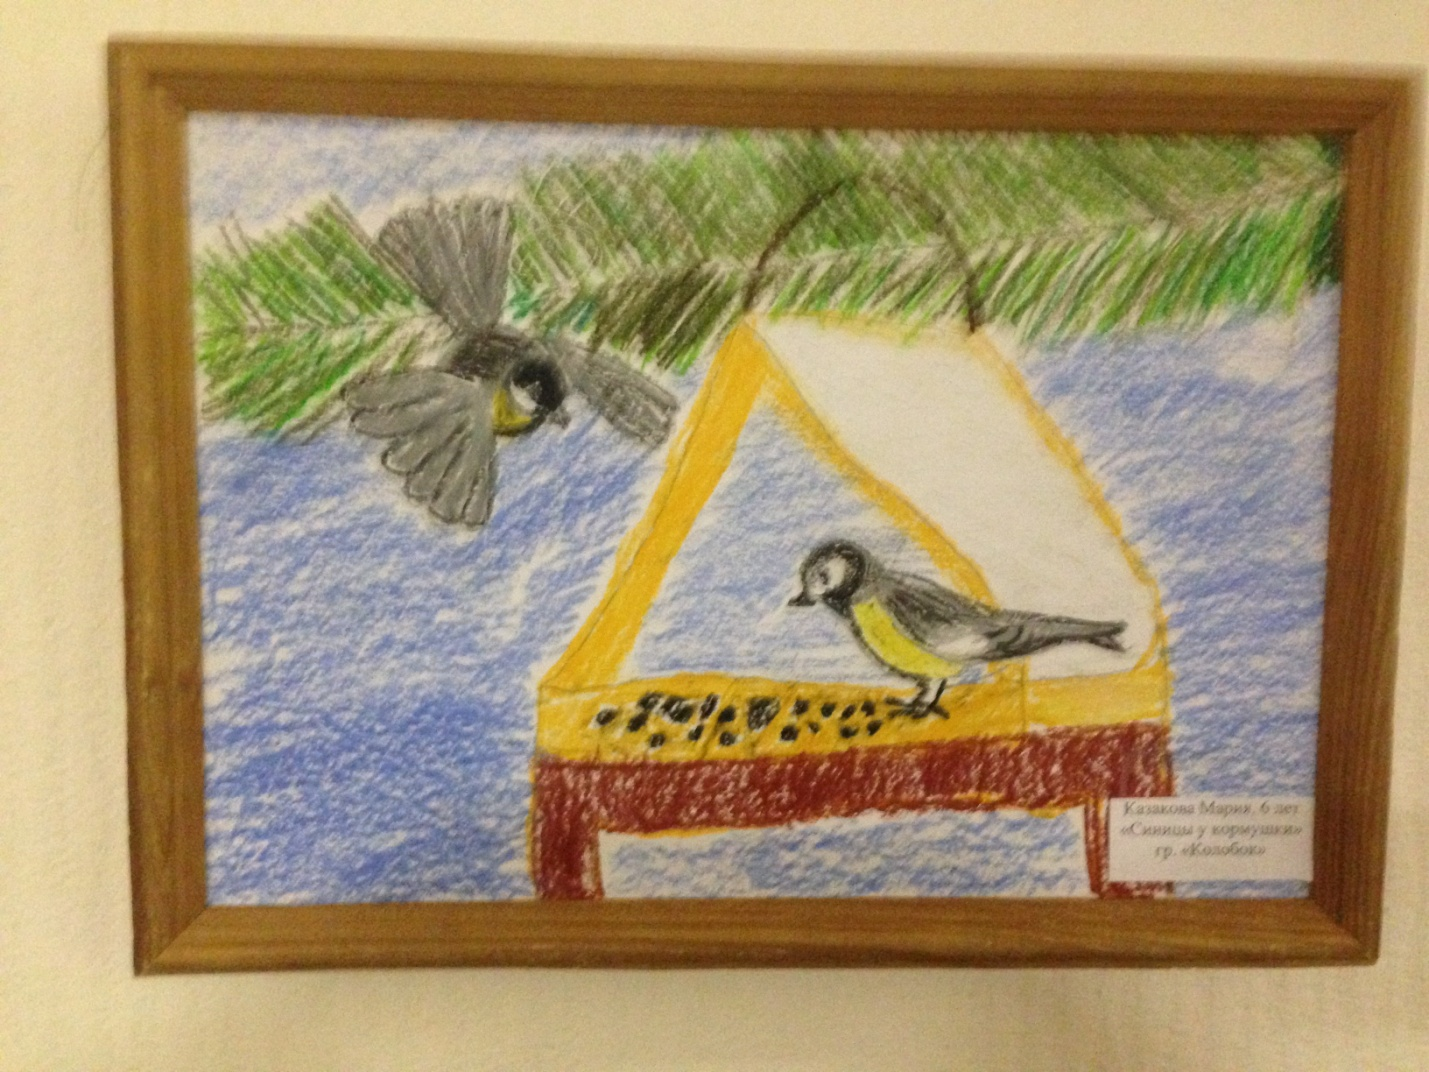 Казакова Мария. 6 лет
«Синицы у кормушки»
гр. «Колобок»